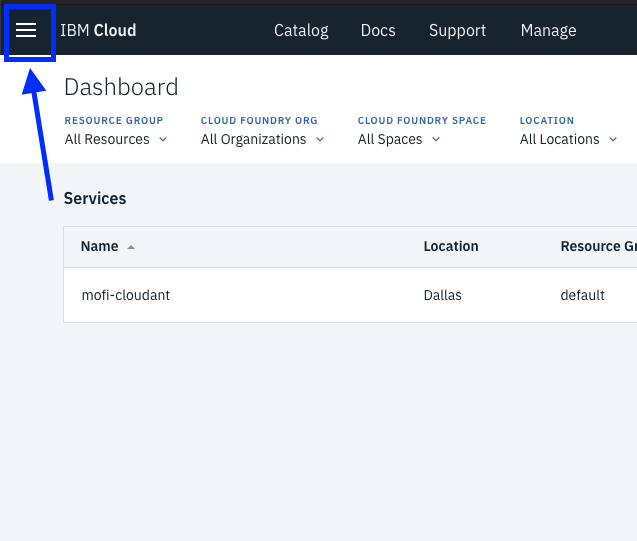 IBM Cloud Catalog Docs Support Manage
Dashboard
RESOURCE GROUP CLOUD FOUNDRY ORG CLOUD FOUNDRY SPACE LOCATION
All Resources All Organizations All Spaces All Locations
Services
Name Location Resource Gr
mofi-cloudant Dallas default